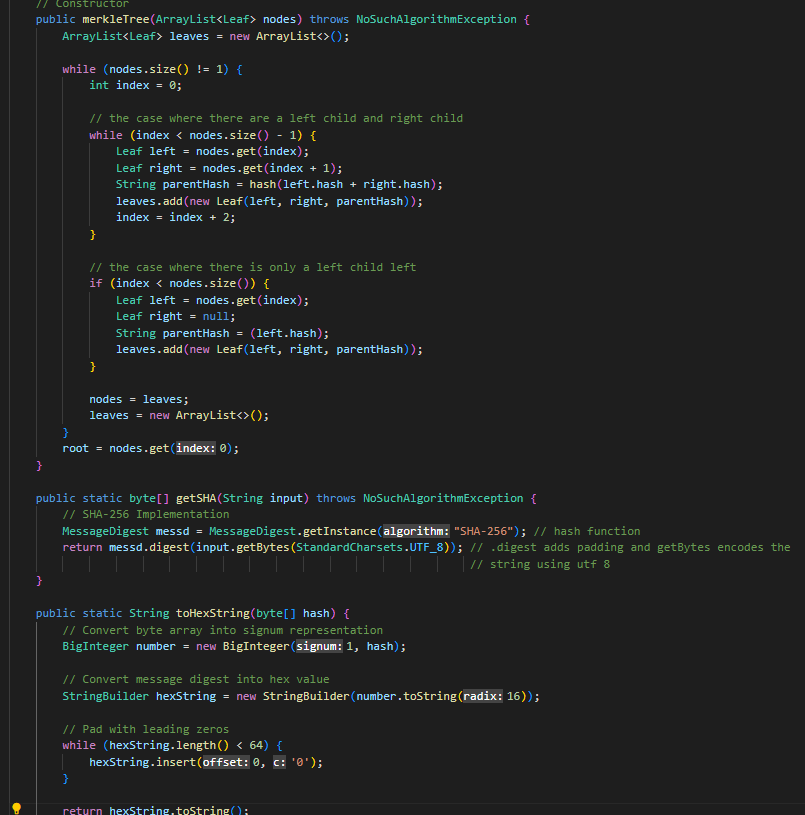 // Constructor
public merkleTree(ArrayList<Leaf> nodes) throws NoSuchAlgorithmException {
    ArrayList<Leaf> leaves = new ArrayList<>();

    while (nodes.size() != 1) {
        int index = 0;

        // the case where there are a left child and right child
        while (index < nodes.size() - 1) {
            Leaf left = nodes.get(index);
            Leaf right = nodes.get(index + 1);
            String parentHash = hash(left.hash + right.hash);
            leaves.add(new Leaf(left, right, parentHash));
            index = index + 2;
        }

        // the case where there is only a left child left
        if (index < nodes.size()) {
            Leaf left = nodes.get(index);
            Leaf right = null;
            String parentHash = (left.hash);
            leaves.add(new Leaf(left, right, parentHash));
        }

        nodes = leaves;
        leaves = new ArrayList<>();
    }
    root = nodes.get(index: 0);
}

public static byte[] getSHA(String input) throws NoSuchAlgorithmException {
    // SHA-256 Implementation
    MessageDigest messd = MessageDigest.getInstance(algorithm: "SHA-256"); // hash function
    return messd.digest(input.getBytes(StandardCharsets.UTF_8)); // .digest adds padding and getBytes encodes the
                                                                 // string using utf 8
}

public static String toHexString(byte[] hash) {
    // Convert byte array into signum representation
    BigInteger number = new BigInteger(signum: 1, hash);

    // Convert message digest into hex value
    StringBuilder hexString = new StringBuilder(number.toString(radix: 16));

    // Pad with leading zeros
    while (hexString.length() < 64) {
        hexString.insert(offset: 0, c: '0');
    }

    return hexString.toString();